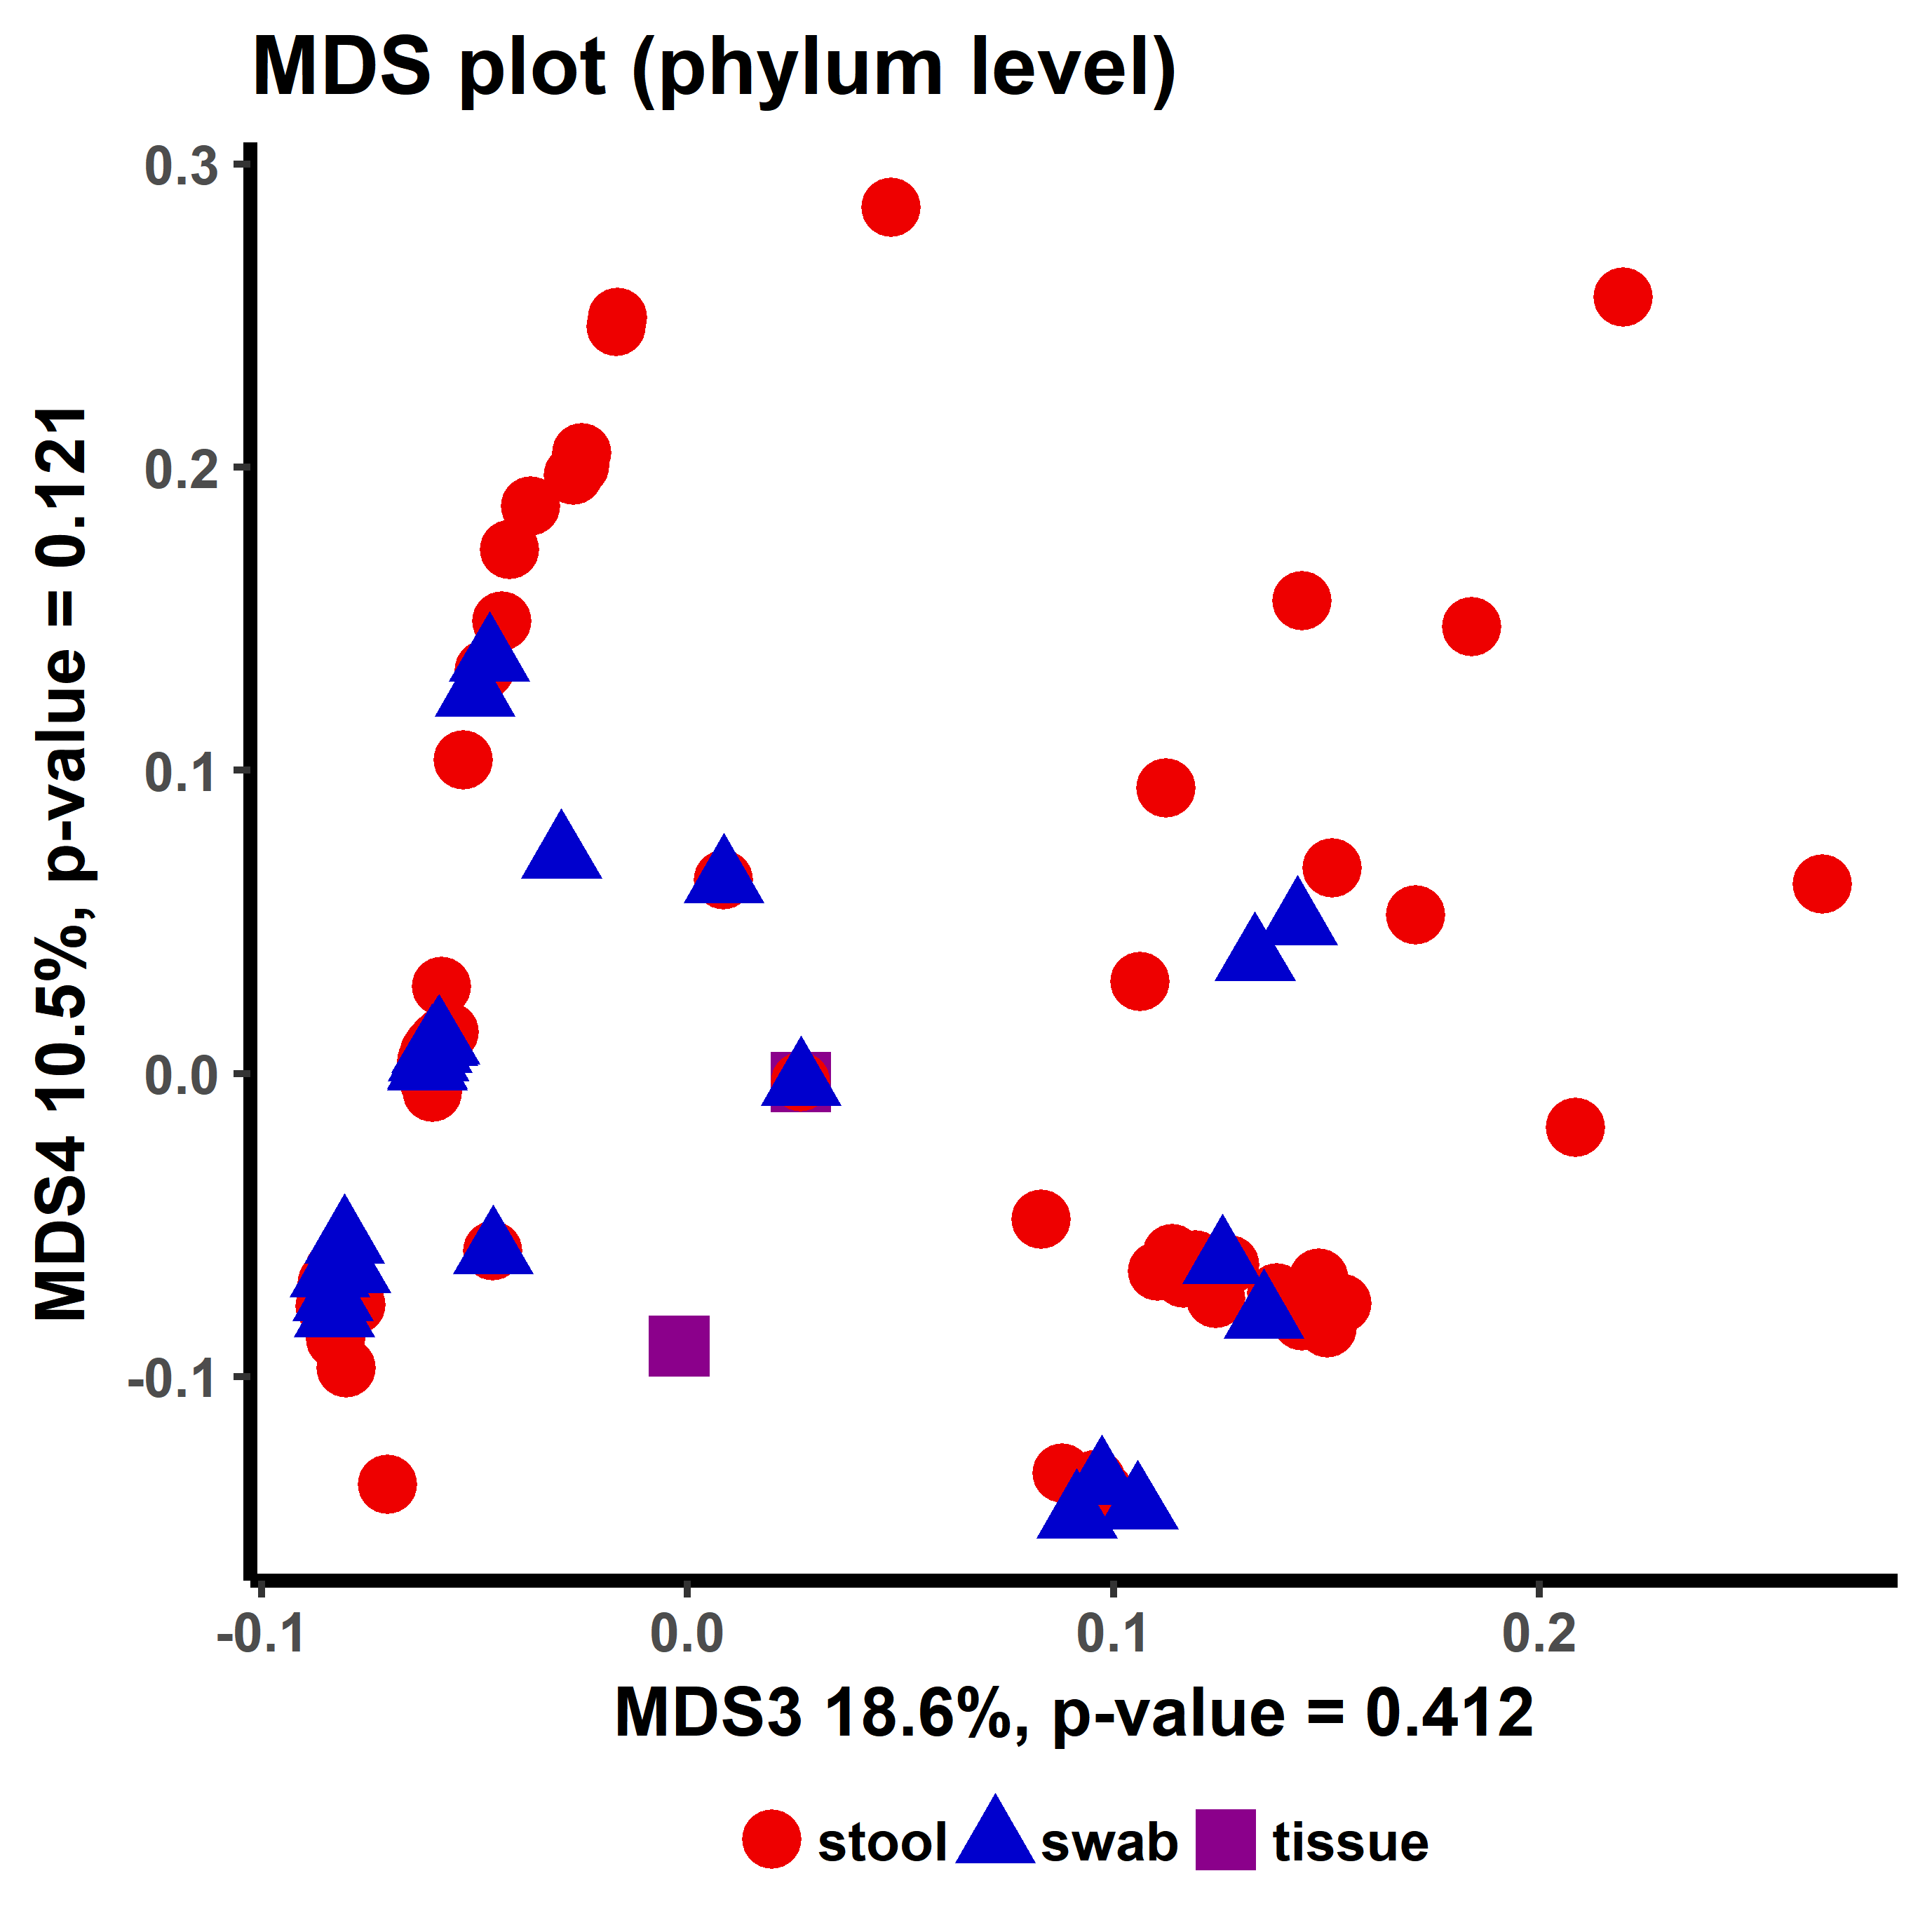 MDS plot (phylum level)
0.3
0.2
0.1
0.0
-0.1
MDS4 10.5%, p-value = 0.121
-0.1 0.0 0.1 0.2
MDS3 18.6%, p-value = 0.412
stool swab tissue